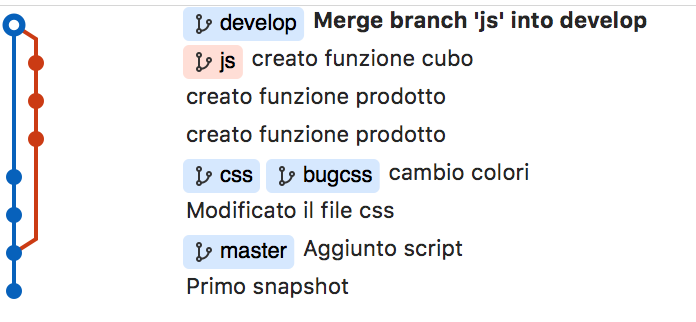 develop Merge branch 'js' into develop
js creato funzione cubo
creato funzione prodotto
creato funzione prodotto
css bugcss cambio colori
Modificato il file css
master Aggiunto script
Primo snapshot